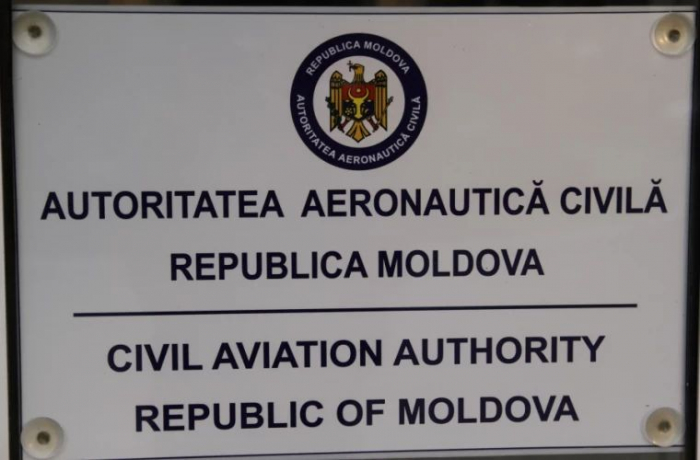 REPUBLICA MOLDOVA
AUTORITATEA AERONAUTICĂ CIVILĂ
AUTORITATEA AERONAUTICĂ CIVILĂ
REPUBLICA MOLDOVA
CIVIL AVIATION AUTHORITY
REPUBLIC OF MOLDOVA